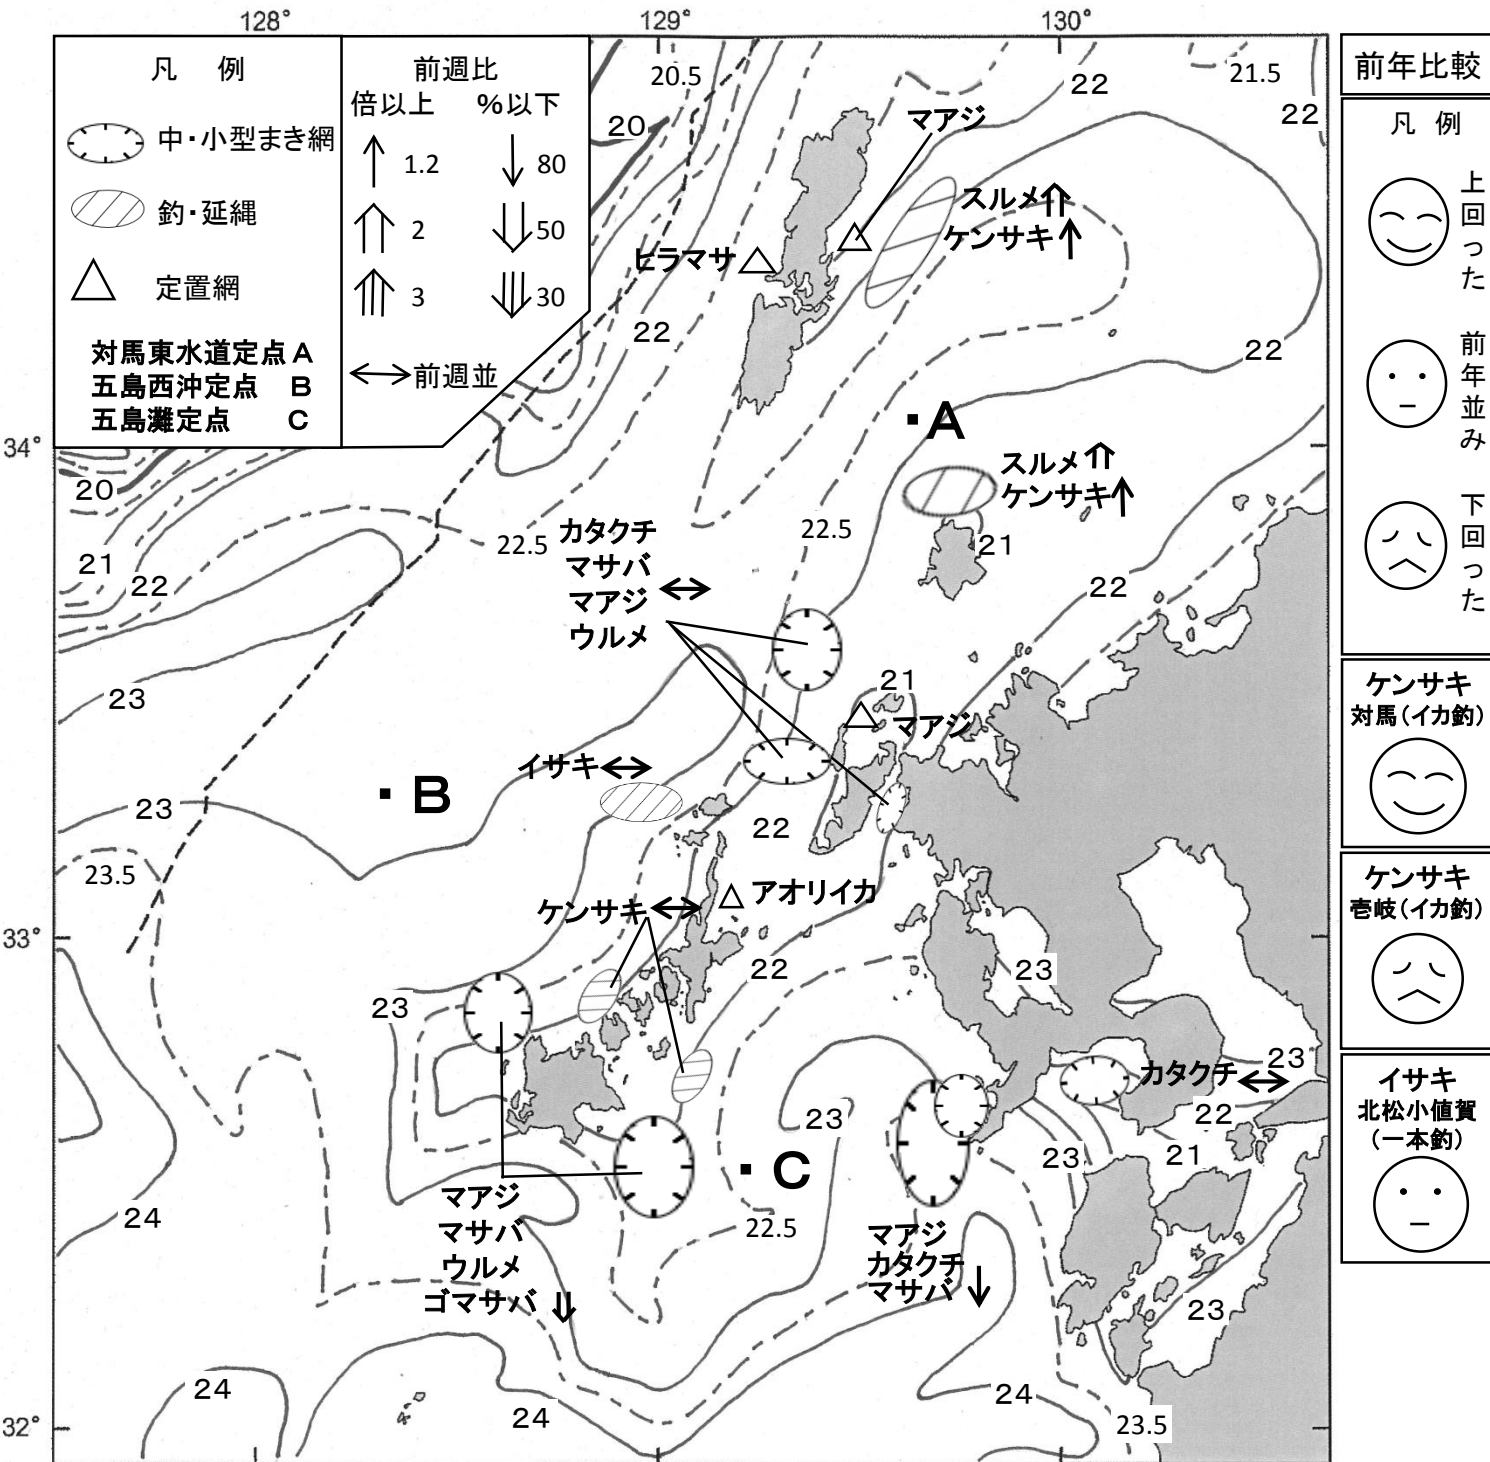 128°
129°
130°
凡 例
中・小型まき網
釣・延縄
定置網
対馬東水道定点 A
五島西沖定点 B
五島灘定点 C
前週比
倍以上 %以下
1.2 80
2 50
3 30
前週並
20.5
22
21.5
22
20
マアジ
スルメ
ケンサキ
ヒラマサ
22
22
34°
A
スルメ
ケンサキ
20
22.5
カタクチ
マサバ
マアジ
ウルメ
22.5
21
21
22
22
23
21
マアジ
イサキ
B
23
22
23.5
アオリイカ
ケンサキ
33°
22
23
23
カタクチ
23
22
23
21
23
C
24
マアジ
マサバ
ウルメ
ゴマサバ
22.5
マアジ
カタクチ
マサバ
23
24
24
24
23.5
32°
前年比較
凡 例
上回った
前年並み
下回った
ケンサキ
対馬(イカ釣)
ケンサキ
壱岐(イカ釣)
イサキ
北松小値賀
(一本釣)